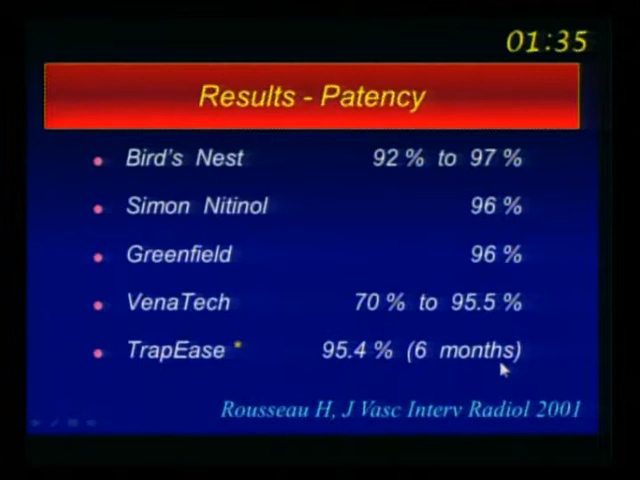 01:35
Results - Patency
• Bird's Nest 92 % to 97 %
• Simon Nitinol 96 %
• Greenfield 96 %
• VenaTech 70 % to 95.5 %
• TrapEase * 95.4 % (6 months)
Rousseau H, J Vasc Interv Radiol 2001